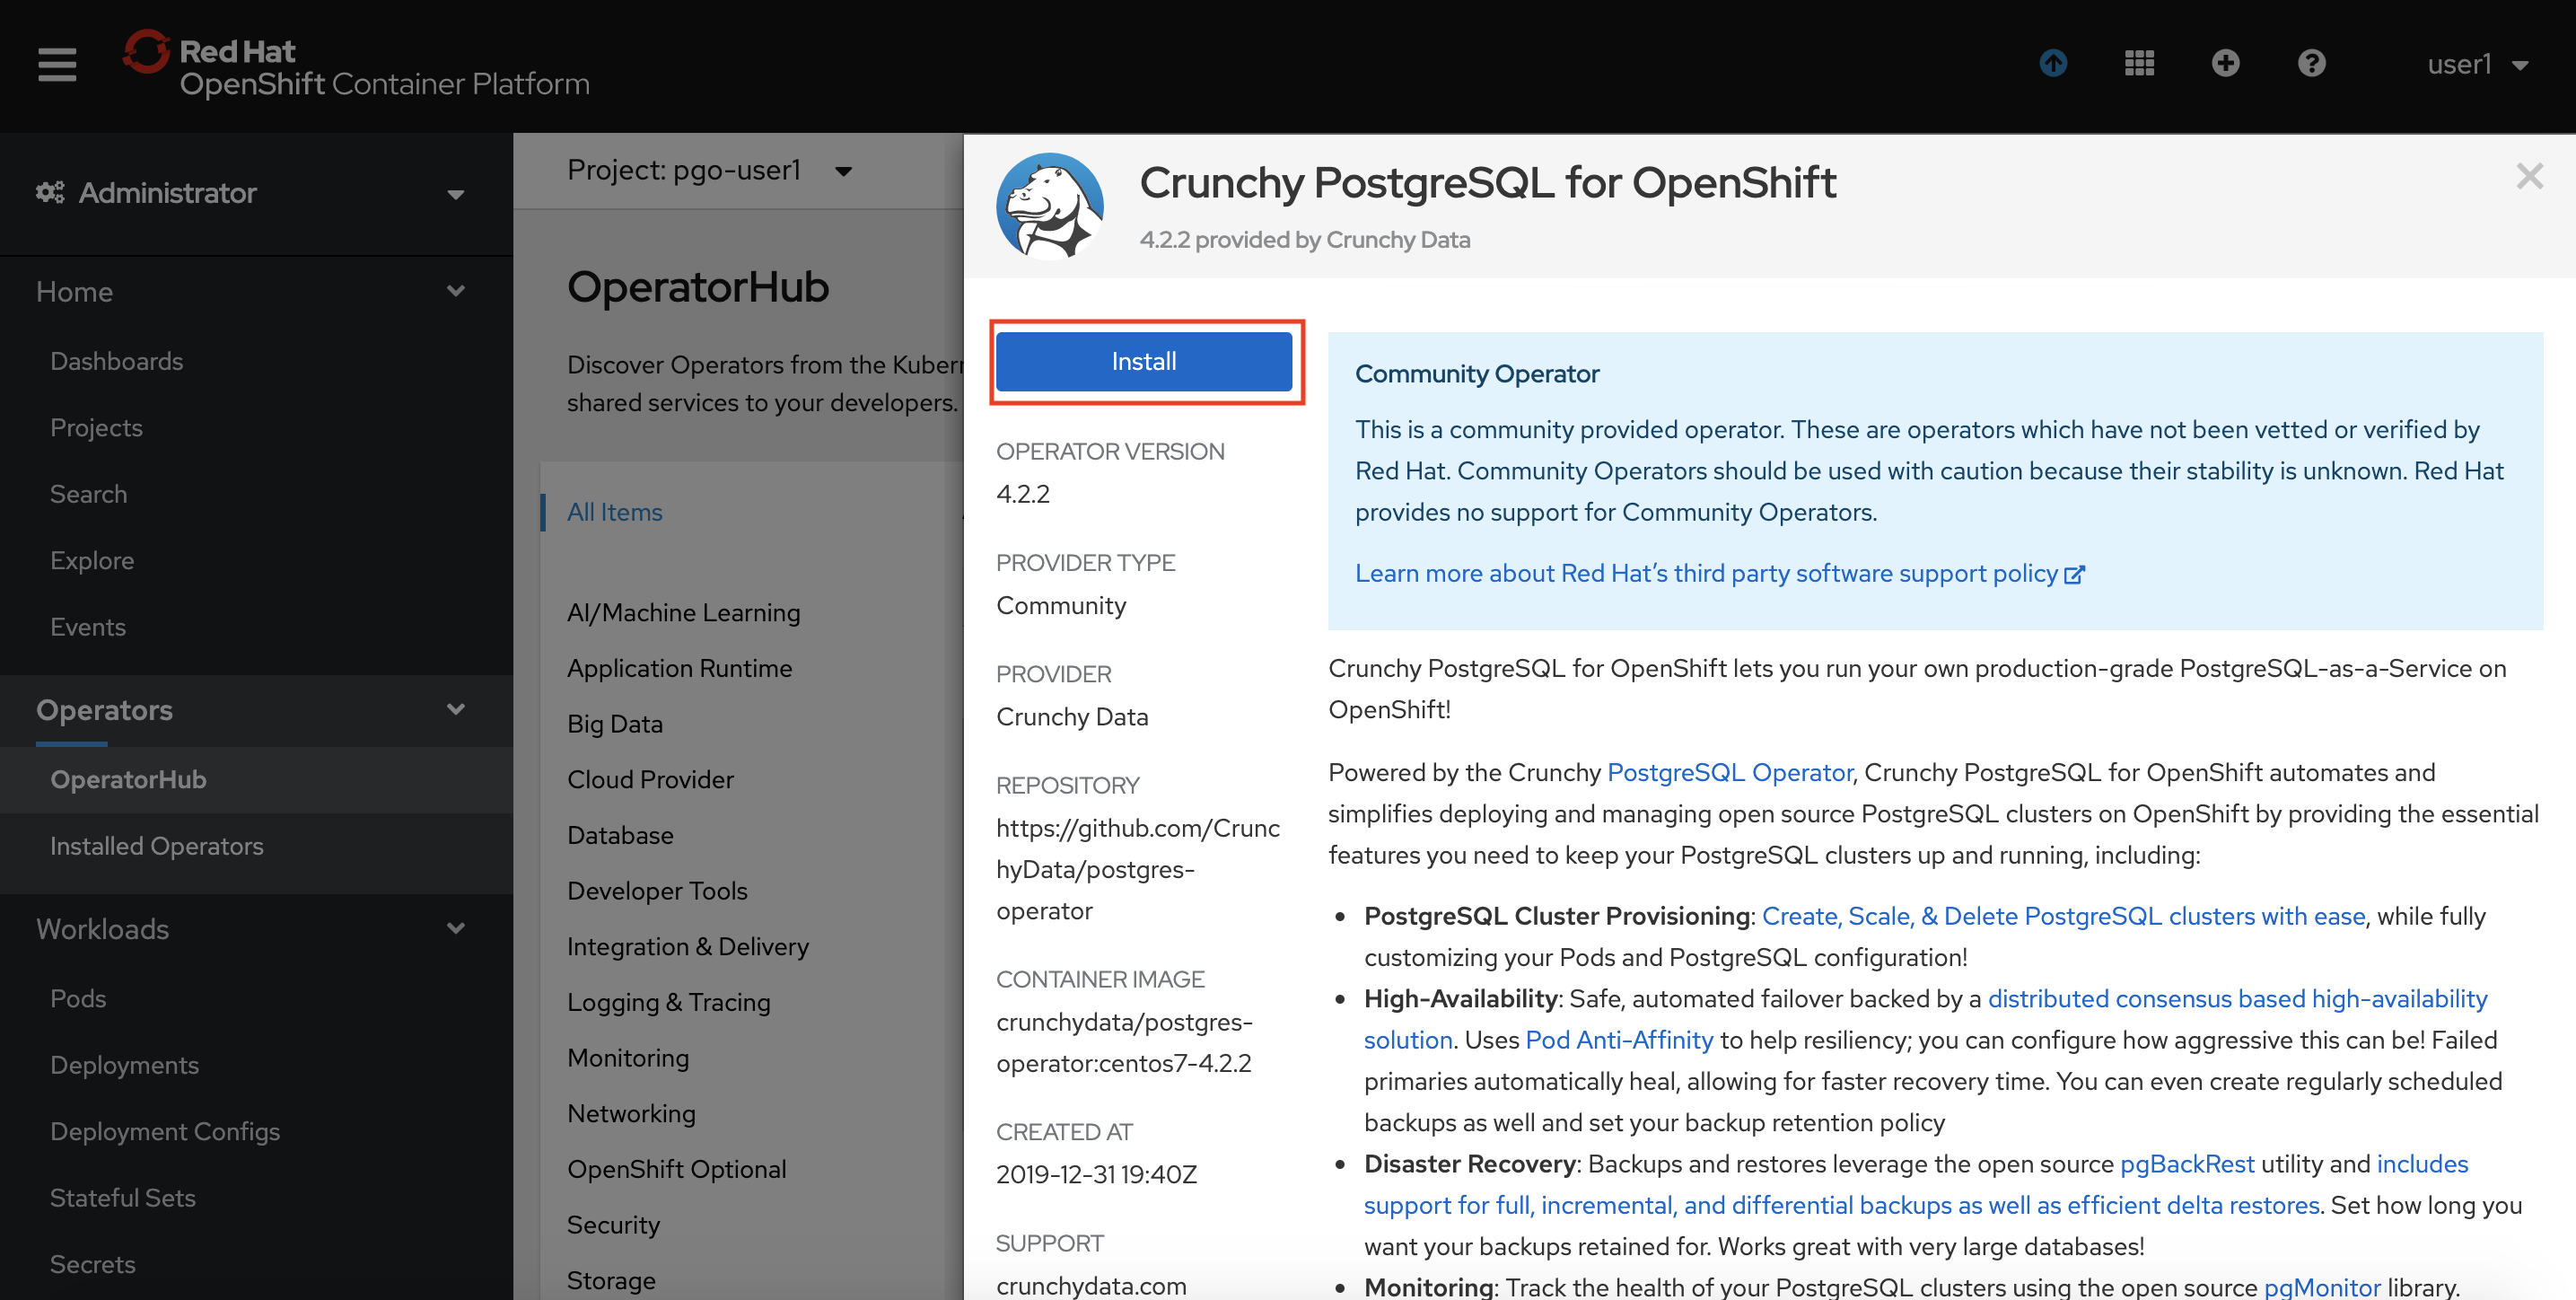 Red Hat
OpenShift Container Platform
user1
Administrator
Home
Dashboards
Projects
Search
Explore
Events
Operators
OperatorHub
Installed Operators
Workloads
Pods
Deployments
Deployment Configs
Stateful Sets
Secrets
Project: pgo-user1
OperatorHub
Discover Operators from the Kubern
shared services to your developers.
All Items
AI/Machine Learning
Application Runtime
Big Data
Cloud Provider
Database
Developer Tools
Integration & Delivery
Logging & Tracing
Monitoring
Networking
OpenShift Optional
Security
Storage
Crunchy PostgreSQL for OpenShift
4.2.2 provided by Crunchy Data
Install
OPERATOR VERSION
4.2.2
PROVIDER TYPE
Community
PROVIDER
Crunchy Data
REPOSITORY
https://github.com/Crunc
hyData/postgres-
operator
CONTAINER IMAGE
crunchydata/postgres-
operator:centos7-4.2.2
CREATED AT
2019-12-31 19:40Z
SUPPORT
crunchydata.com
Community Operator
This is a community provided operator. These are operators which have not been vetted or verified by
Red Hat. Community Operators should be used with caution because their stability is unknown. Red Hat
provides no support for Community Operators.
Learn more about Red Hat’s third party software support policy
Crunchy PostgreSQL for OpenShift lets you run your own production-grade PostgreSQL-as-a-Service on
OpenShift!
Powered by the Crunchy PostgreSQL Operator, Crunchy PostgreSQL for OpenShift automates and
simplifies deploying and managing open source PostgreSQL clusters on OpenShift by providing the essential
features you need to keep your PostgreSQL clusters up and running, including:
• PostgreSQL Cluster Provisioning: Create, Scale, & Delete PostgreSQL clusters with ease, while fully
customizing your Pods and PostgreSQL configuration!
• High-Availability: Safe, automated failover backed by a distributed consensus based high-availability
solution. Uses Pod Anti-Affinity to help resiliency; you can configure how aggressive this can be! Failed
primaries automatically heal, allowing for faster recovery time. You can even create regularly scheduled
backups as well and set your backup retention policy
• Disaster Recovery: Backups and restores leverage the open source pgBackRest utility and includes
support for full, incremental, and differential backups as well as efficient delta restores. Set how long you
want your backups retained for. Works great with very large databases!
• Monitoring: Track the health of your PostgreSQL clusters using the open source pgMonitor library.